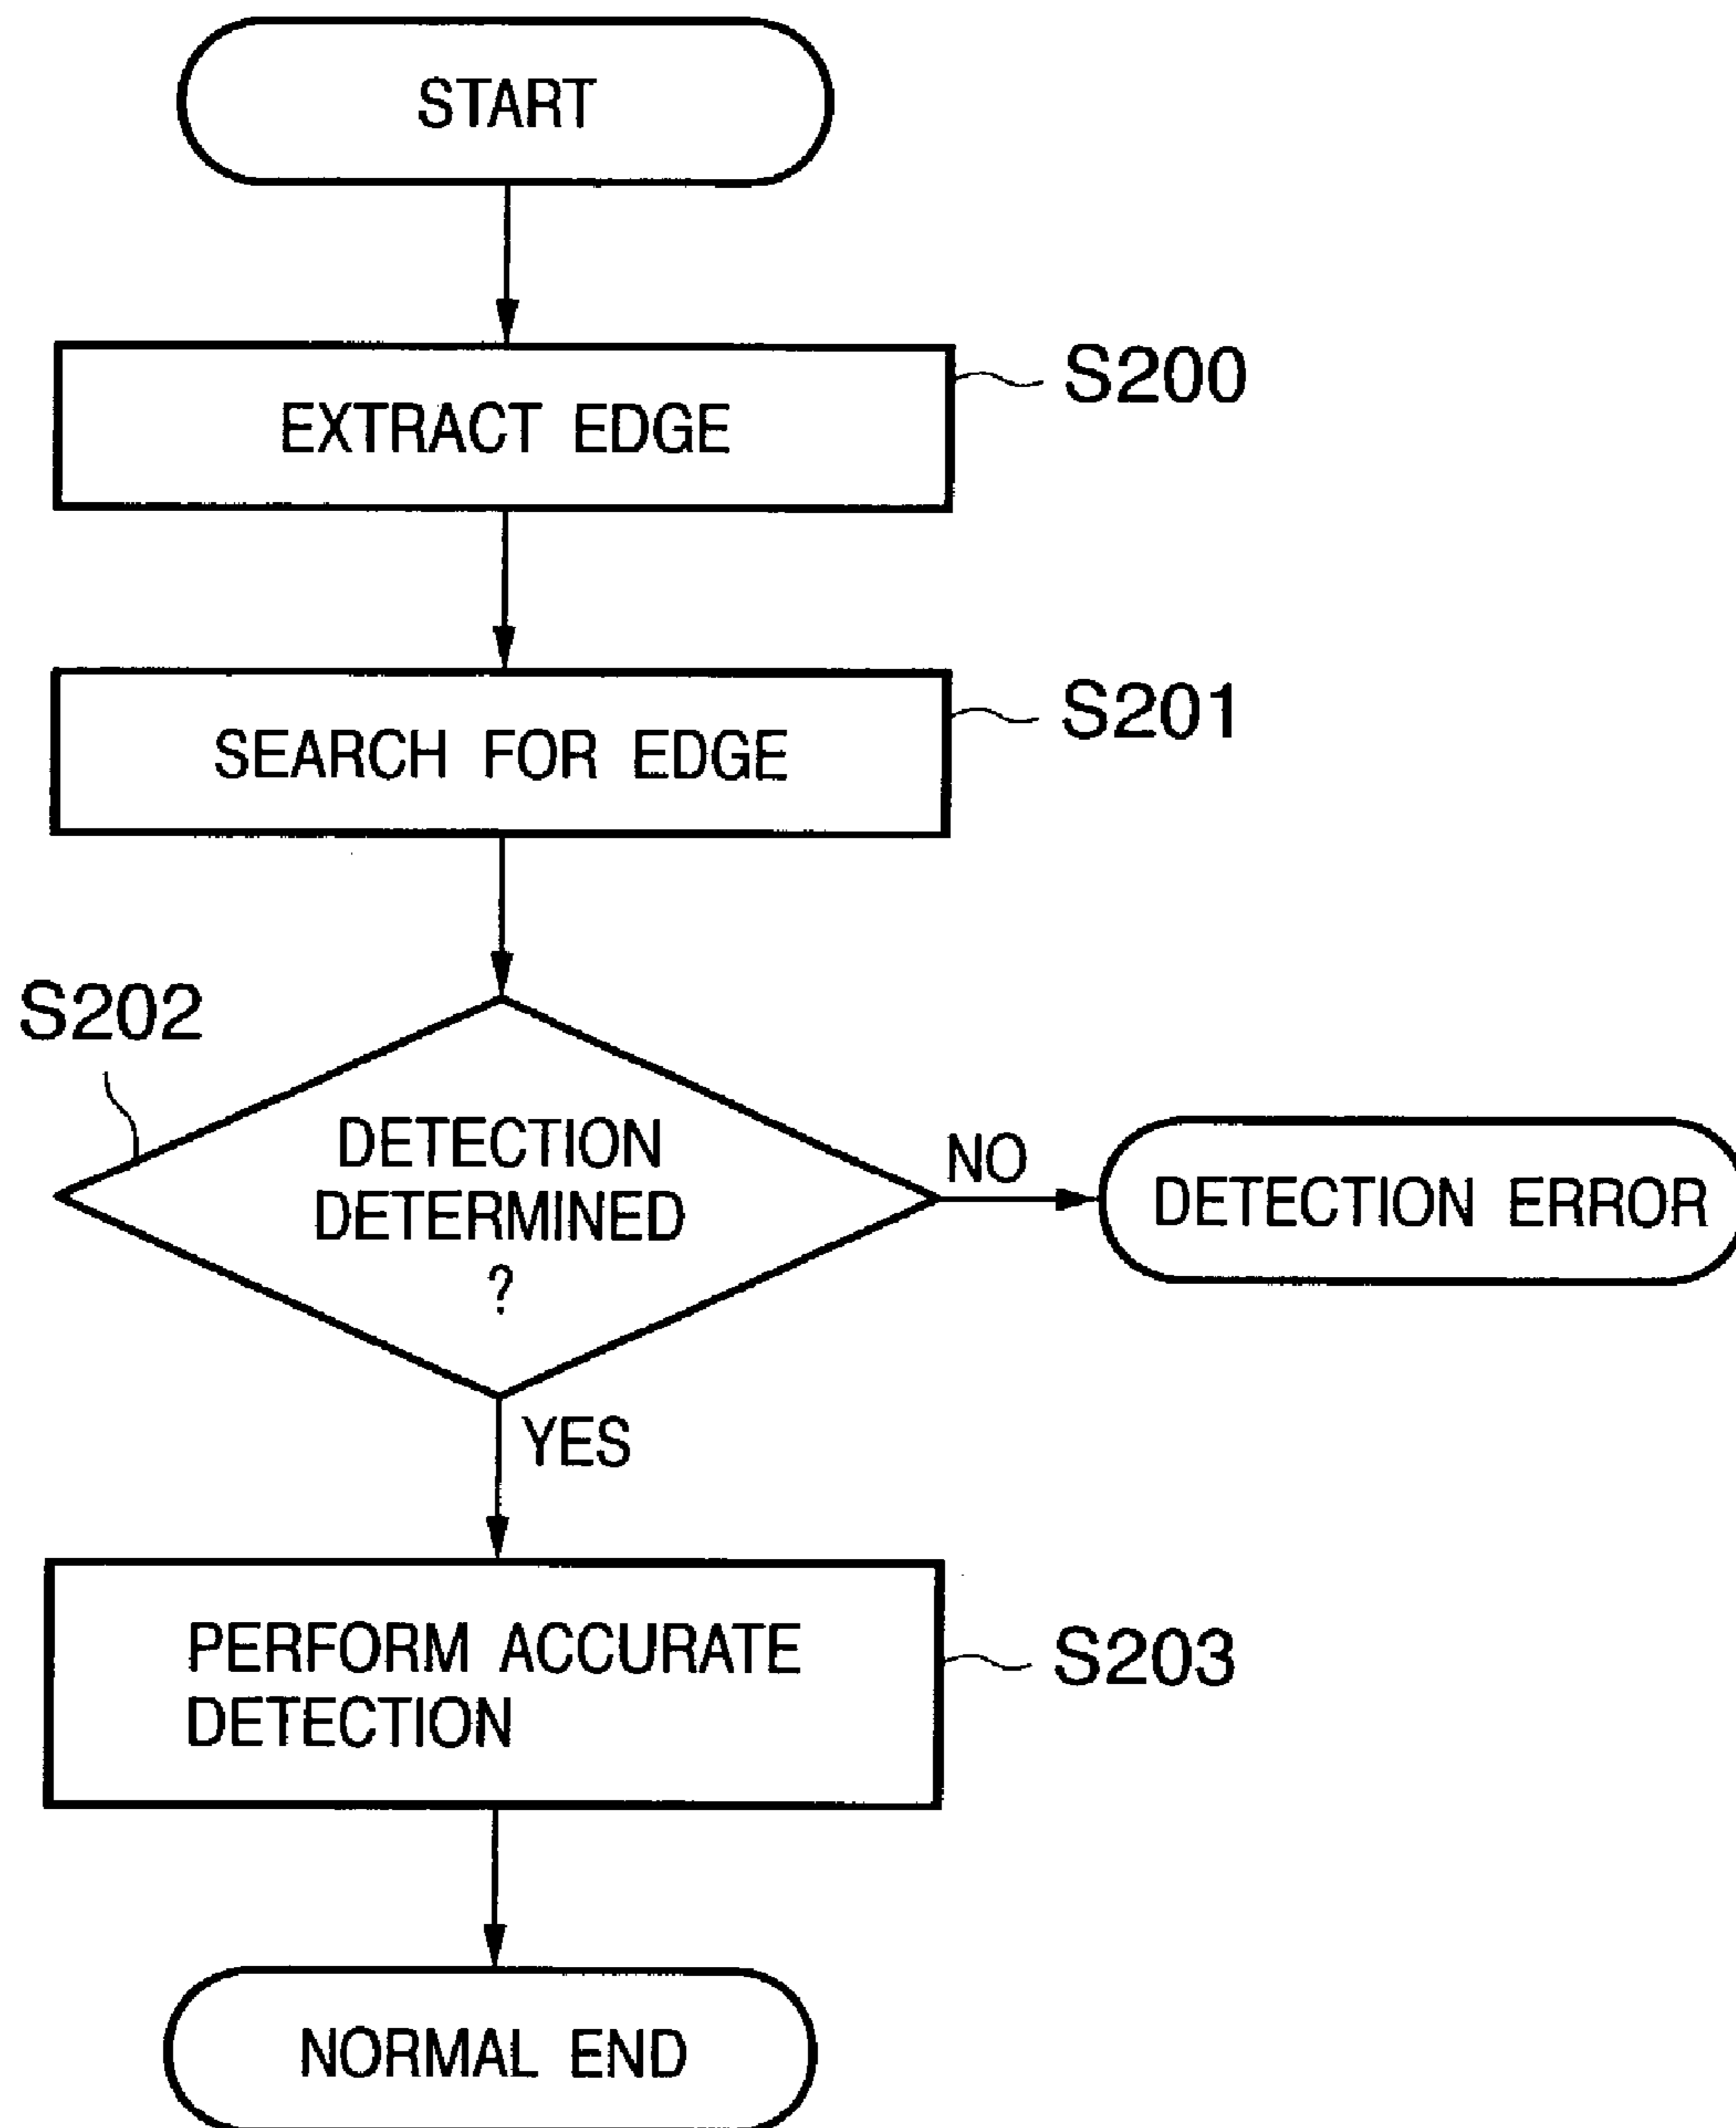 START
EXTRACT EDGE
S200
SEARCH FOR EDGE
S201
S202
DETECTION
DETERMINED
?
NO
DETECTION ERROR
YES
PERFORM ACCURATE
DETECTION
S203
NORMAL END